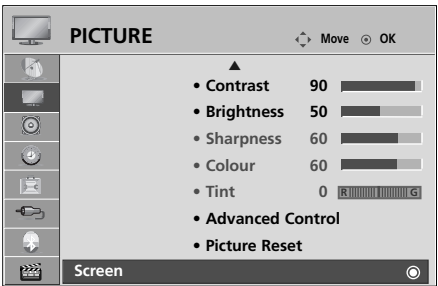 PICTURE Move OK
• Contrast 90
• Brightness 50
• Sharpness 60
• Colour 60
• Tint 0 R G
• Advanced Control
• Picture Reset
Screen